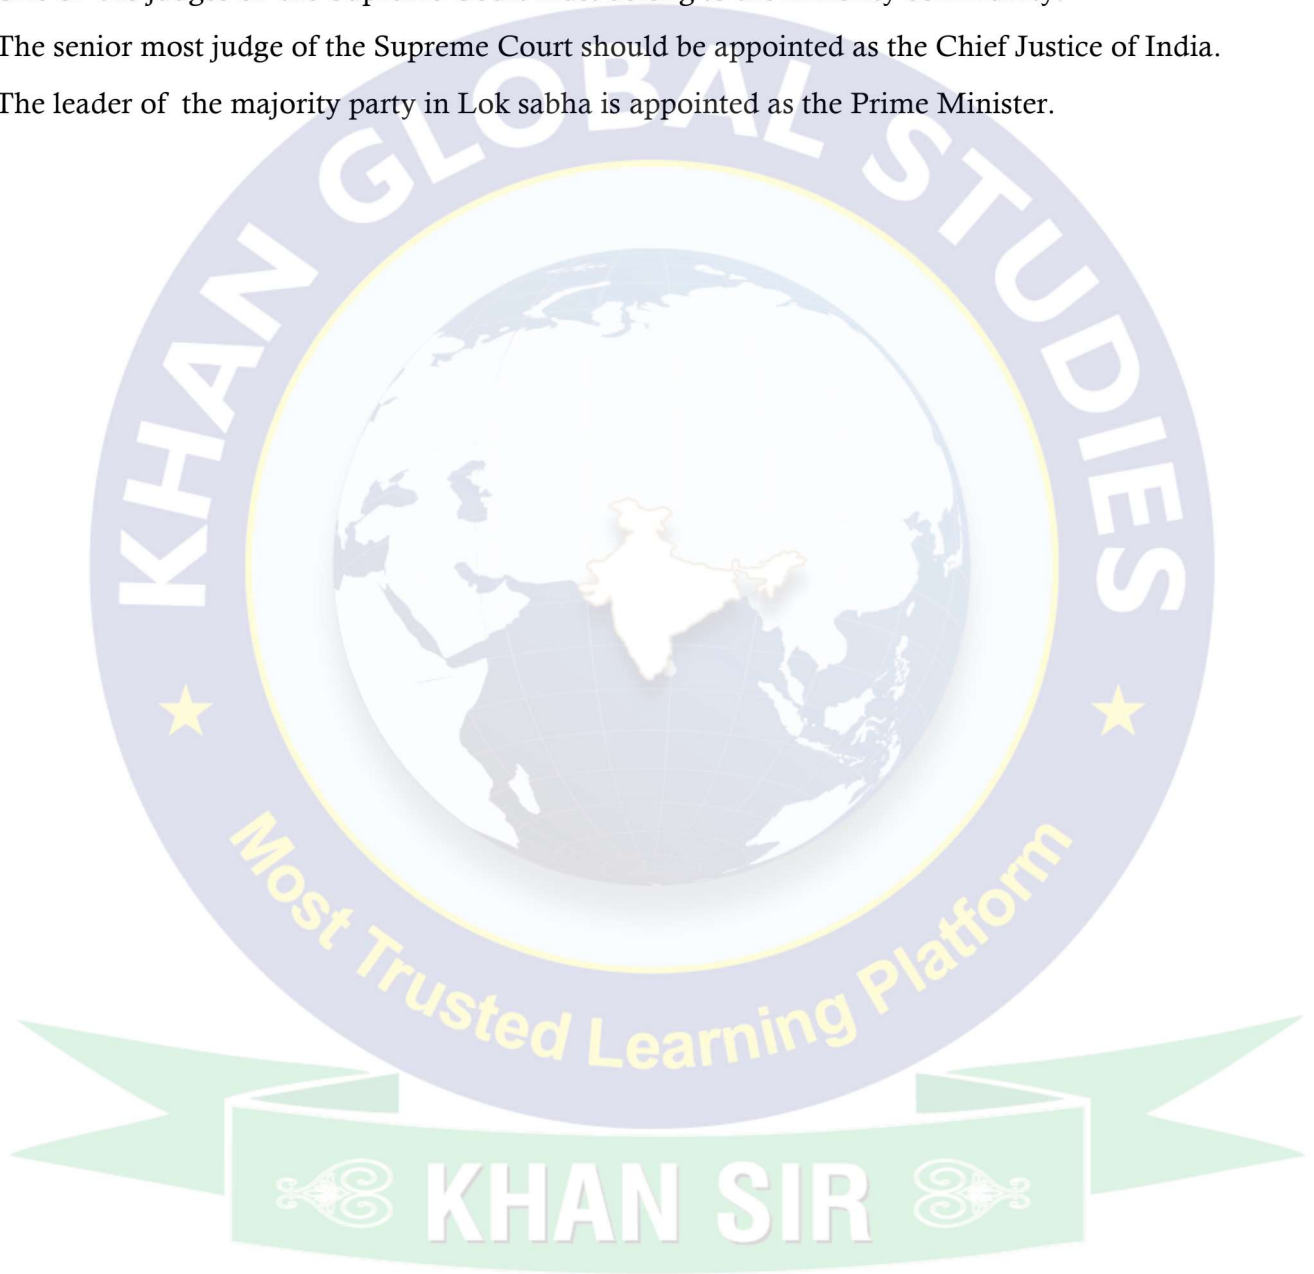 The senior most judge of the Supreme Court should be appointed as the Chief Justice of India.
The leader of the majority party in Lok sabha is appointed as the Prime Minister.
KHAN GLOBAL STUDIES
Most Trusted Learning Platform
KHAN SIR